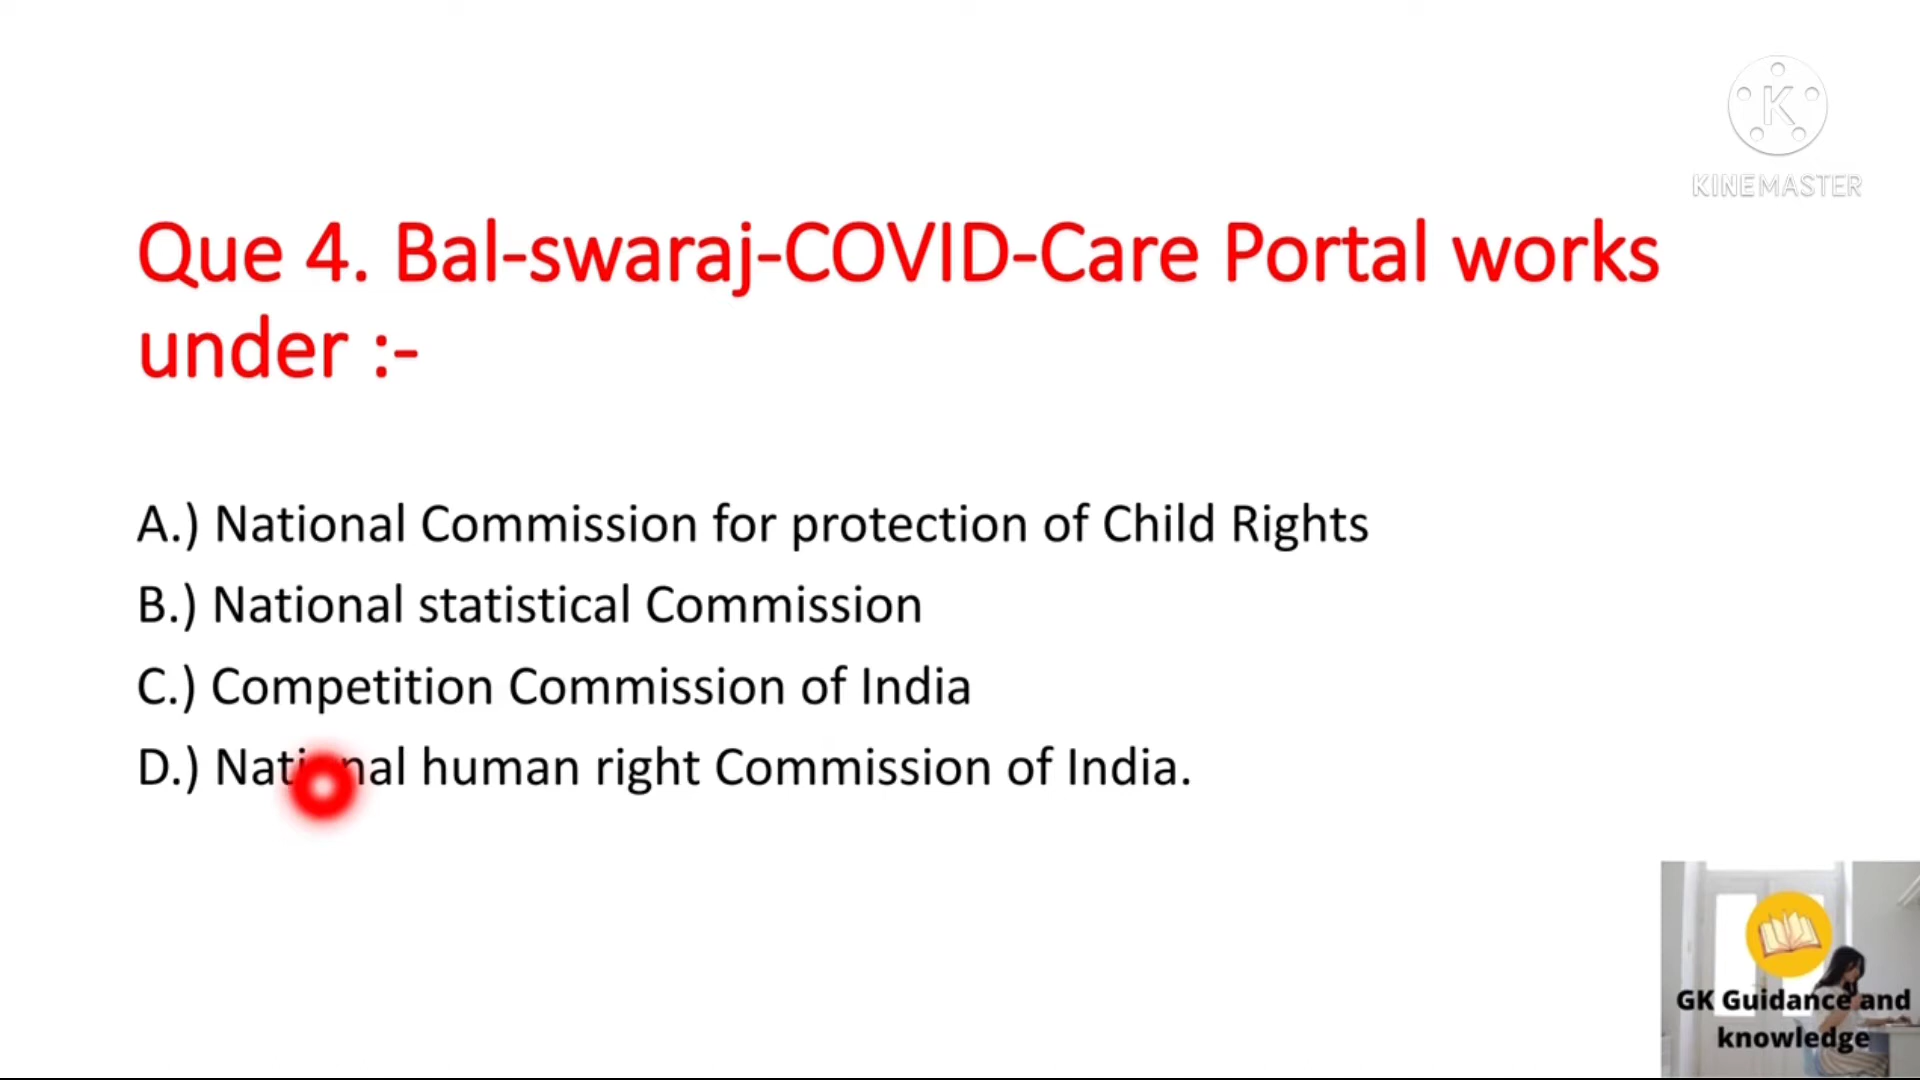 K
KINEMASTER
Que 4. Bal-swaraj-COVID-Care Portal works
under :-
A.) National Commission for protection of Child Rights
B.) National statistical Commission
C.) Competition Commission of India
D.) National human right Commission of India.
GK Guidance and
knowledge